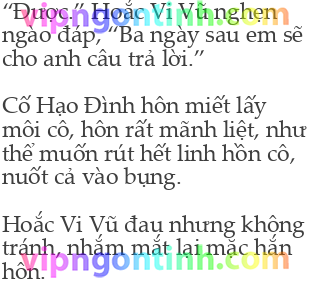 “Được,” Hoắc Vi Vũ nghẹn
ngào đáp, “Ba ngày sau em sẽ
cho anh câu trả lời.”
Cố Hạo Đình hôn miết lấy
môi cô, hôn rất mãnh liệt, như
thể muốn rút hết linh hồn cô,
nuốt cả vào bụng.
Hoắc Vi Vũ đau nhưng không
tránh, nhắm mắt lại mặc hắn
hôn.
vipngontinh.com
vipngontinh.com